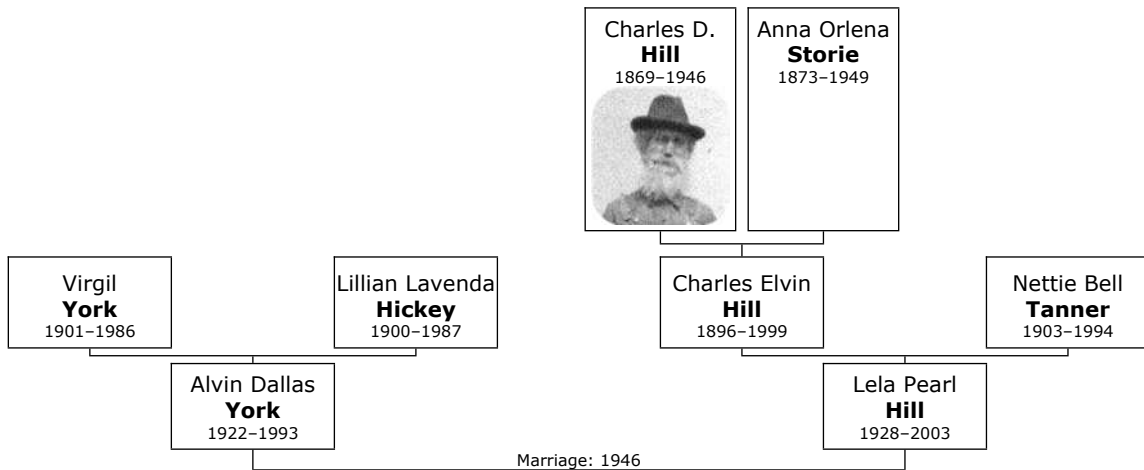 Charles D.
Hill
1869–1946
Anna Orlena
Storie
1873–1949
Virgil
York
1901–1986
Lillian Lavenda
Hickey
1900–1987
Charles Elvin
Hill
1896–1999
Nettie Bell
Tanner
1903–1994
Alvin Dallas
York
1922–1993
Lela Pearl
Hill
1928–2003
Marriage: 1946